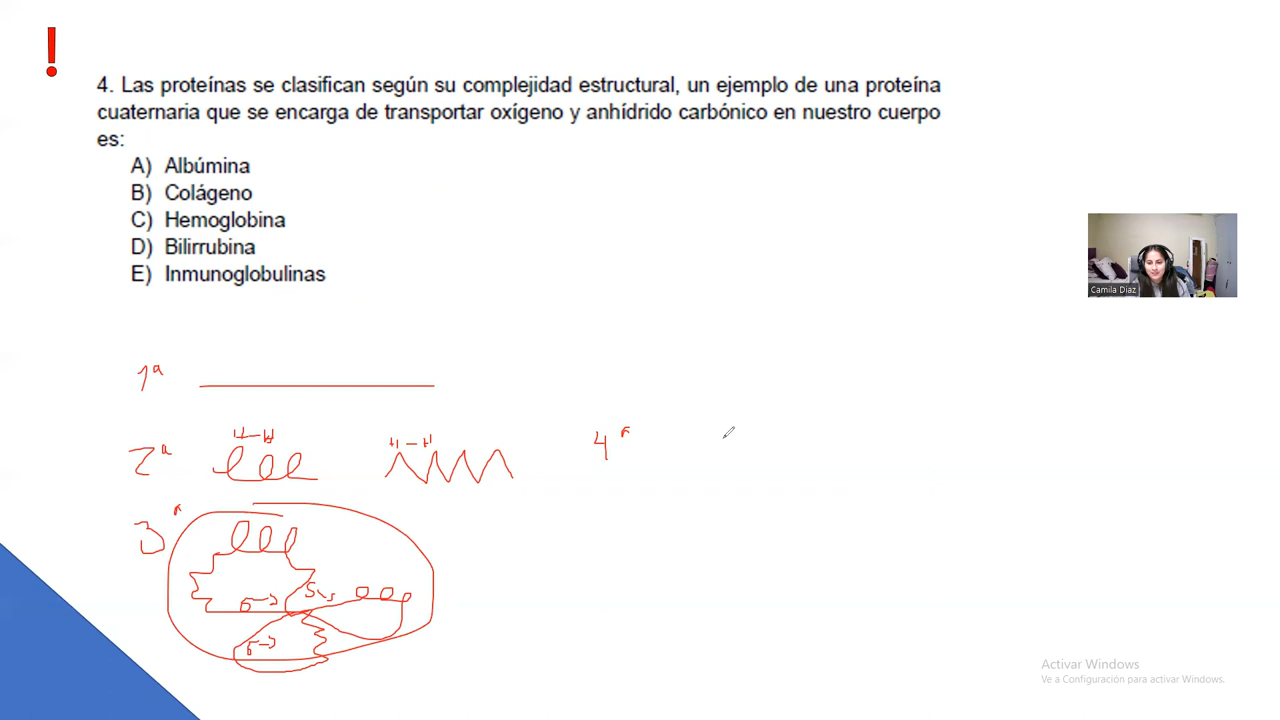 4. Las proteínas se clasifican según su complejidad estructural, un ejemplo de una proteína
cuaternaria que se encarga de transportar oxígeno y anhídrido carbónico en nuestro cuerpo
es:
A) Albúmina
B) Colágeno
C) Hemoglobina
D) Bilirrubina
E) Inmunoglobulinas
Camila Diaz
1ª
H-H
H-H
2ª
4ª
3ª
Activar Windows
Ve a Configuración para activar Windows.